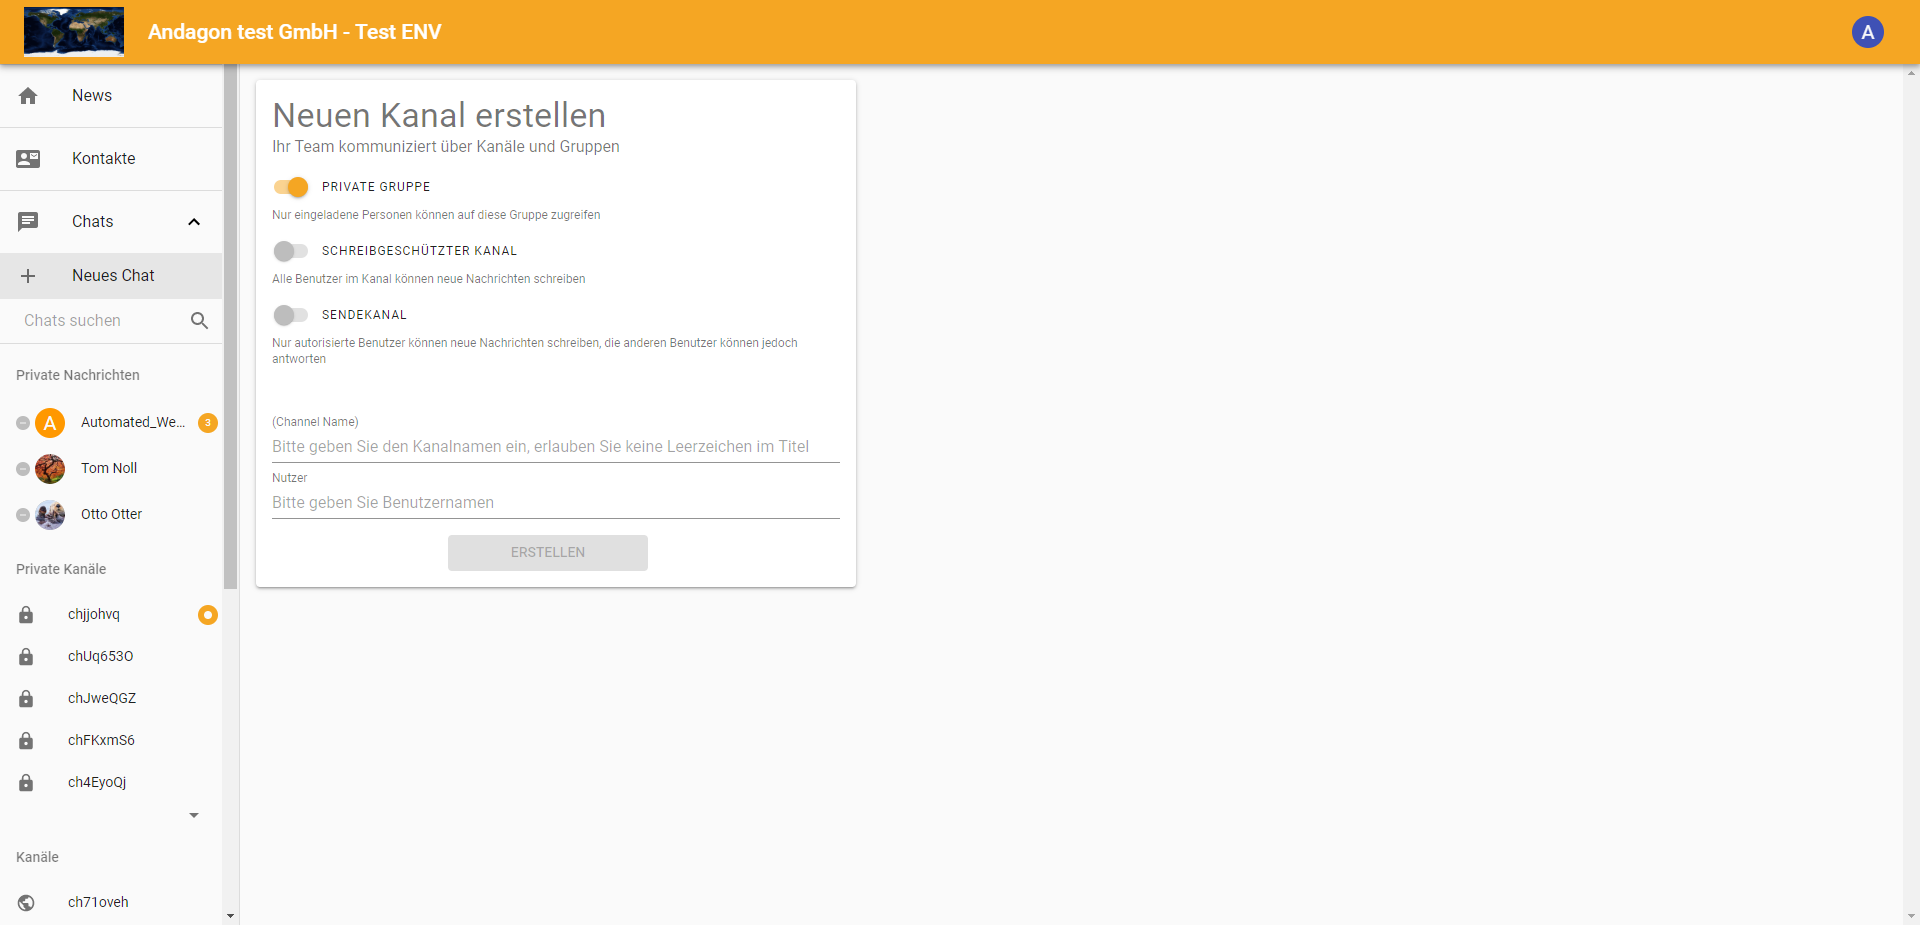 Andagon test GmbH - Test ENV
A
News
Kontakte
Chats
Neues Chat
Chats suchen
Private Nachrichten
A Automated_We... 3
Tom Noll
Otto Otter
Private Kanäle
chjjohvq
chUq653O
chJweQGZ
chFKxmS6
ch4EyoQj
Kanäle
ch71oveh
Neuen Kanal erstellen
Ihr Team kommuniziert über Kanäle und Gruppen
PRIVATE GRUPPE
Nur eingeladene Personen können auf diese Gruppe zugreifen
SCHREIBGESCHÜTZTER KANAL
Alle Benutzer im Kanal können neue Nachrichten schreiben
SENDEKANAL
Nur autorisierte Benutzer können neue Nachrichten schreiben, die anderen Benutzer können jedoch
antworten
(Channel Name)
Bitte geben Sie den Kanalnamen ein, erlauben Sie keine Leerzeichen im Titel
Nutzer
Bitte geben Sie Benutzernamen
ERSTELLEN